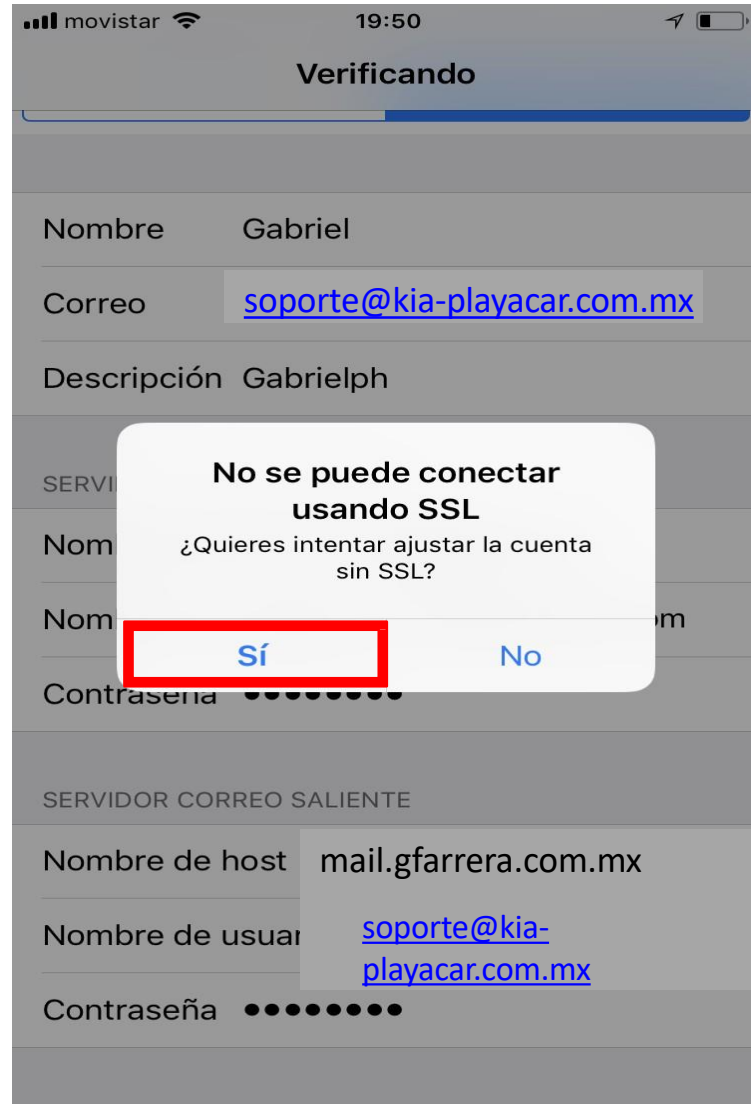 movistar 19:50
Verificando
Nombre Gabriel
Correo soporte@kia-playacar.com.mx
Descripción Gabrielph
No se puede conectar
usando SSL
¿Quieres intentar ajustar la cuenta
sin SSL?
Sí No
Contraseña ••••••••
SERVIDOR CORREO SALIENTE
Nombre de host mail.gfarrera.com.mx
Nombre de soporte@kia-
playacar.com.mx
Contraseña ••••••••